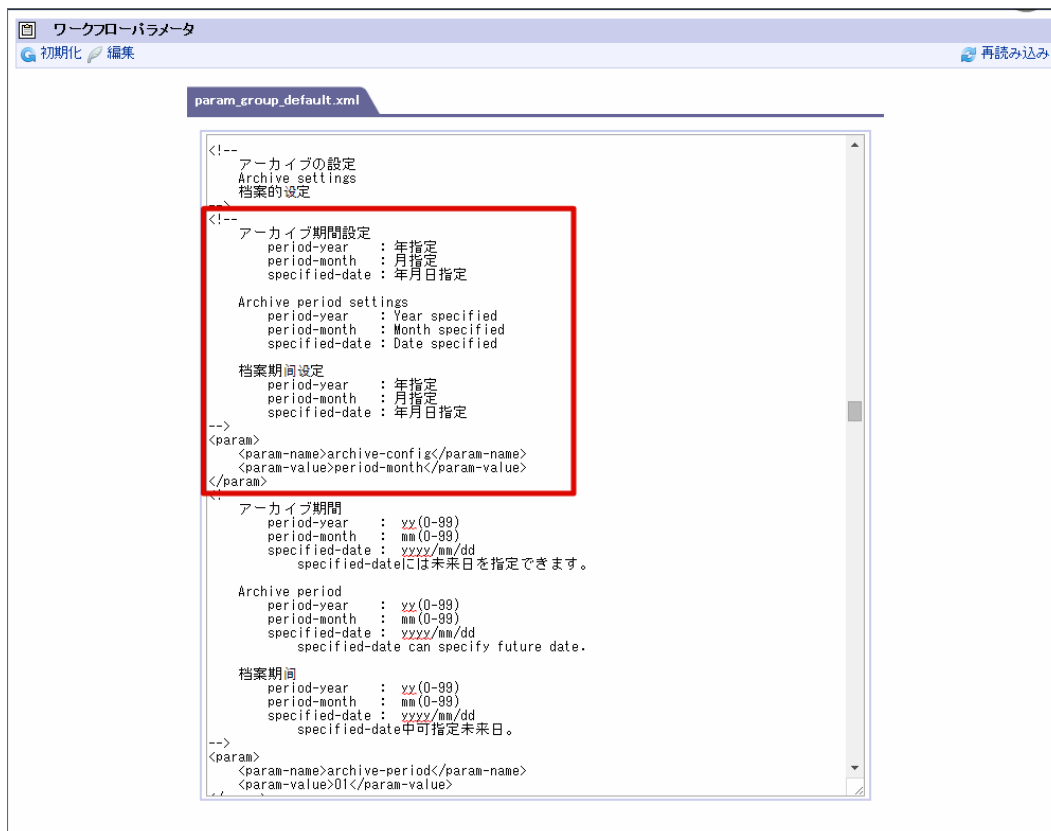 ワークフローパラメータ
初期化 編集 再読み込み
param_group_default.xml
<!--
アーカイブの設定
Archive settings
档案的设定
-->
<!--
アーカイブ期間設定
period-year : 年指定
period-month : 月指定
specified-date : 年月日指定
Archive period settings
period-year : Year specified
period-month : Month specified
specified-date : Date specified
档案期间设定
period-year : 年指定
period-month : 月指定
specified-date : 年月日指定
-->
<param>
<param-name>archive-config</param-name>
<param-value>period-month</param-value>
</param>
<!--
アーカイブ期間
period-year : yy(0-99)
period-month : mm(0-99)
specified-date : yyyy/mm/dd
specified-dateには未来日を指定できます。
Archive period
period-year : yy(0-99)
period-month : mm(0-99)
specified-date : yyyy/mm/dd
specified-date can specify future date.
档案期间
period-year : yy(0-99)
period-month : mm(0-99)
specified-date : yyyy/mm/dd
specified-date中可指定未来日。
-->
<param>
<param-name>archive-period</param-name>
<param-value>01</param-value>